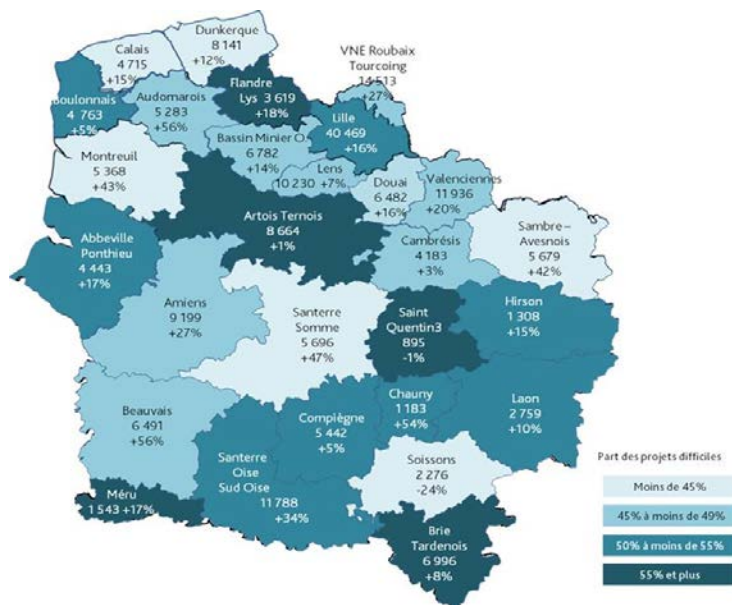 Dunkerque
8 141
+12%
Calais
4 715
+15%
VNE Roubaix
Tourcoing
14 513
+27%
Flandre
Lys 3 619
+18%
Boulonnais
4 763
+5%
Audomarois
5 283
+56%
Lille
40 469
+16%
Bassin Minier O.
6 782
+14%
Montreuil
5 368
+43%
Lens
10 230 +7%
Douai
6 482
+16%
Valenciennes
11 936
+20%
Artois Ternois
8 664
+1%
Sambre –
Avesnois
5 679
+42%
Abbeville
Ponthieu
4 443
+17%
Cambrésis
4 183
+3%
Amiens
9 199
+27%
Santerre
Somme
5 696
+47%
Saint
Quentin3
895
-1%
Hirson
1 308
+15%
Beauvais
6 491
+56%
Compiègne
5 442
+5%
Chauny
1 183
+54%
Laon
2 759
+10%
Santerre
Oise
Sud Oise
11 788
+34%
Soissons
2 276
-24%
Méru
1 543 +17%
Brie
Tardenois
6 996
+8%
Part des projets difficiles
Moins de 45%
45% à moins de 49%
50% à moins de 55%
55% et plus